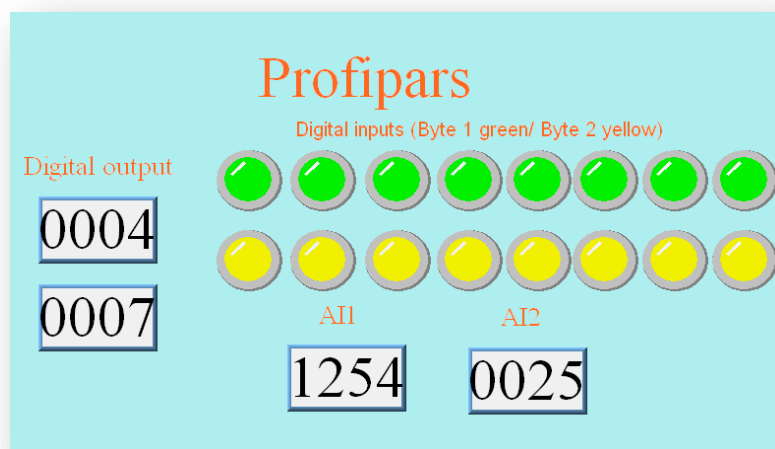 Profipars
Digital inputs (Byte 1 green/ Byte 2 yellow)
Digital output
0004
0007
AI1
AI2
1254
0025